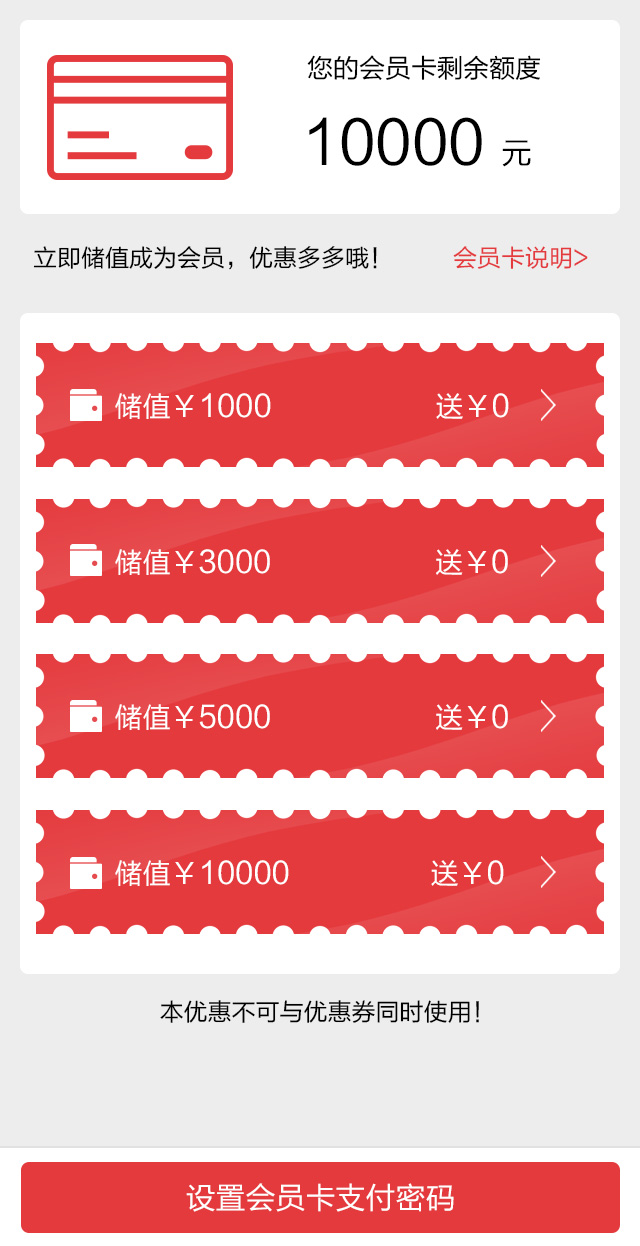 您的会员卡剩余额度
10000 元
立即储值成为会员，优惠多多哦！ 会员卡说明>
储值￥1000 送￥0
储值￥3000 送￥0
储值￥5000 送￥0
储值￥10000 送￥0
本优惠不可与优惠券同时使用！
设置会员卡支付密码